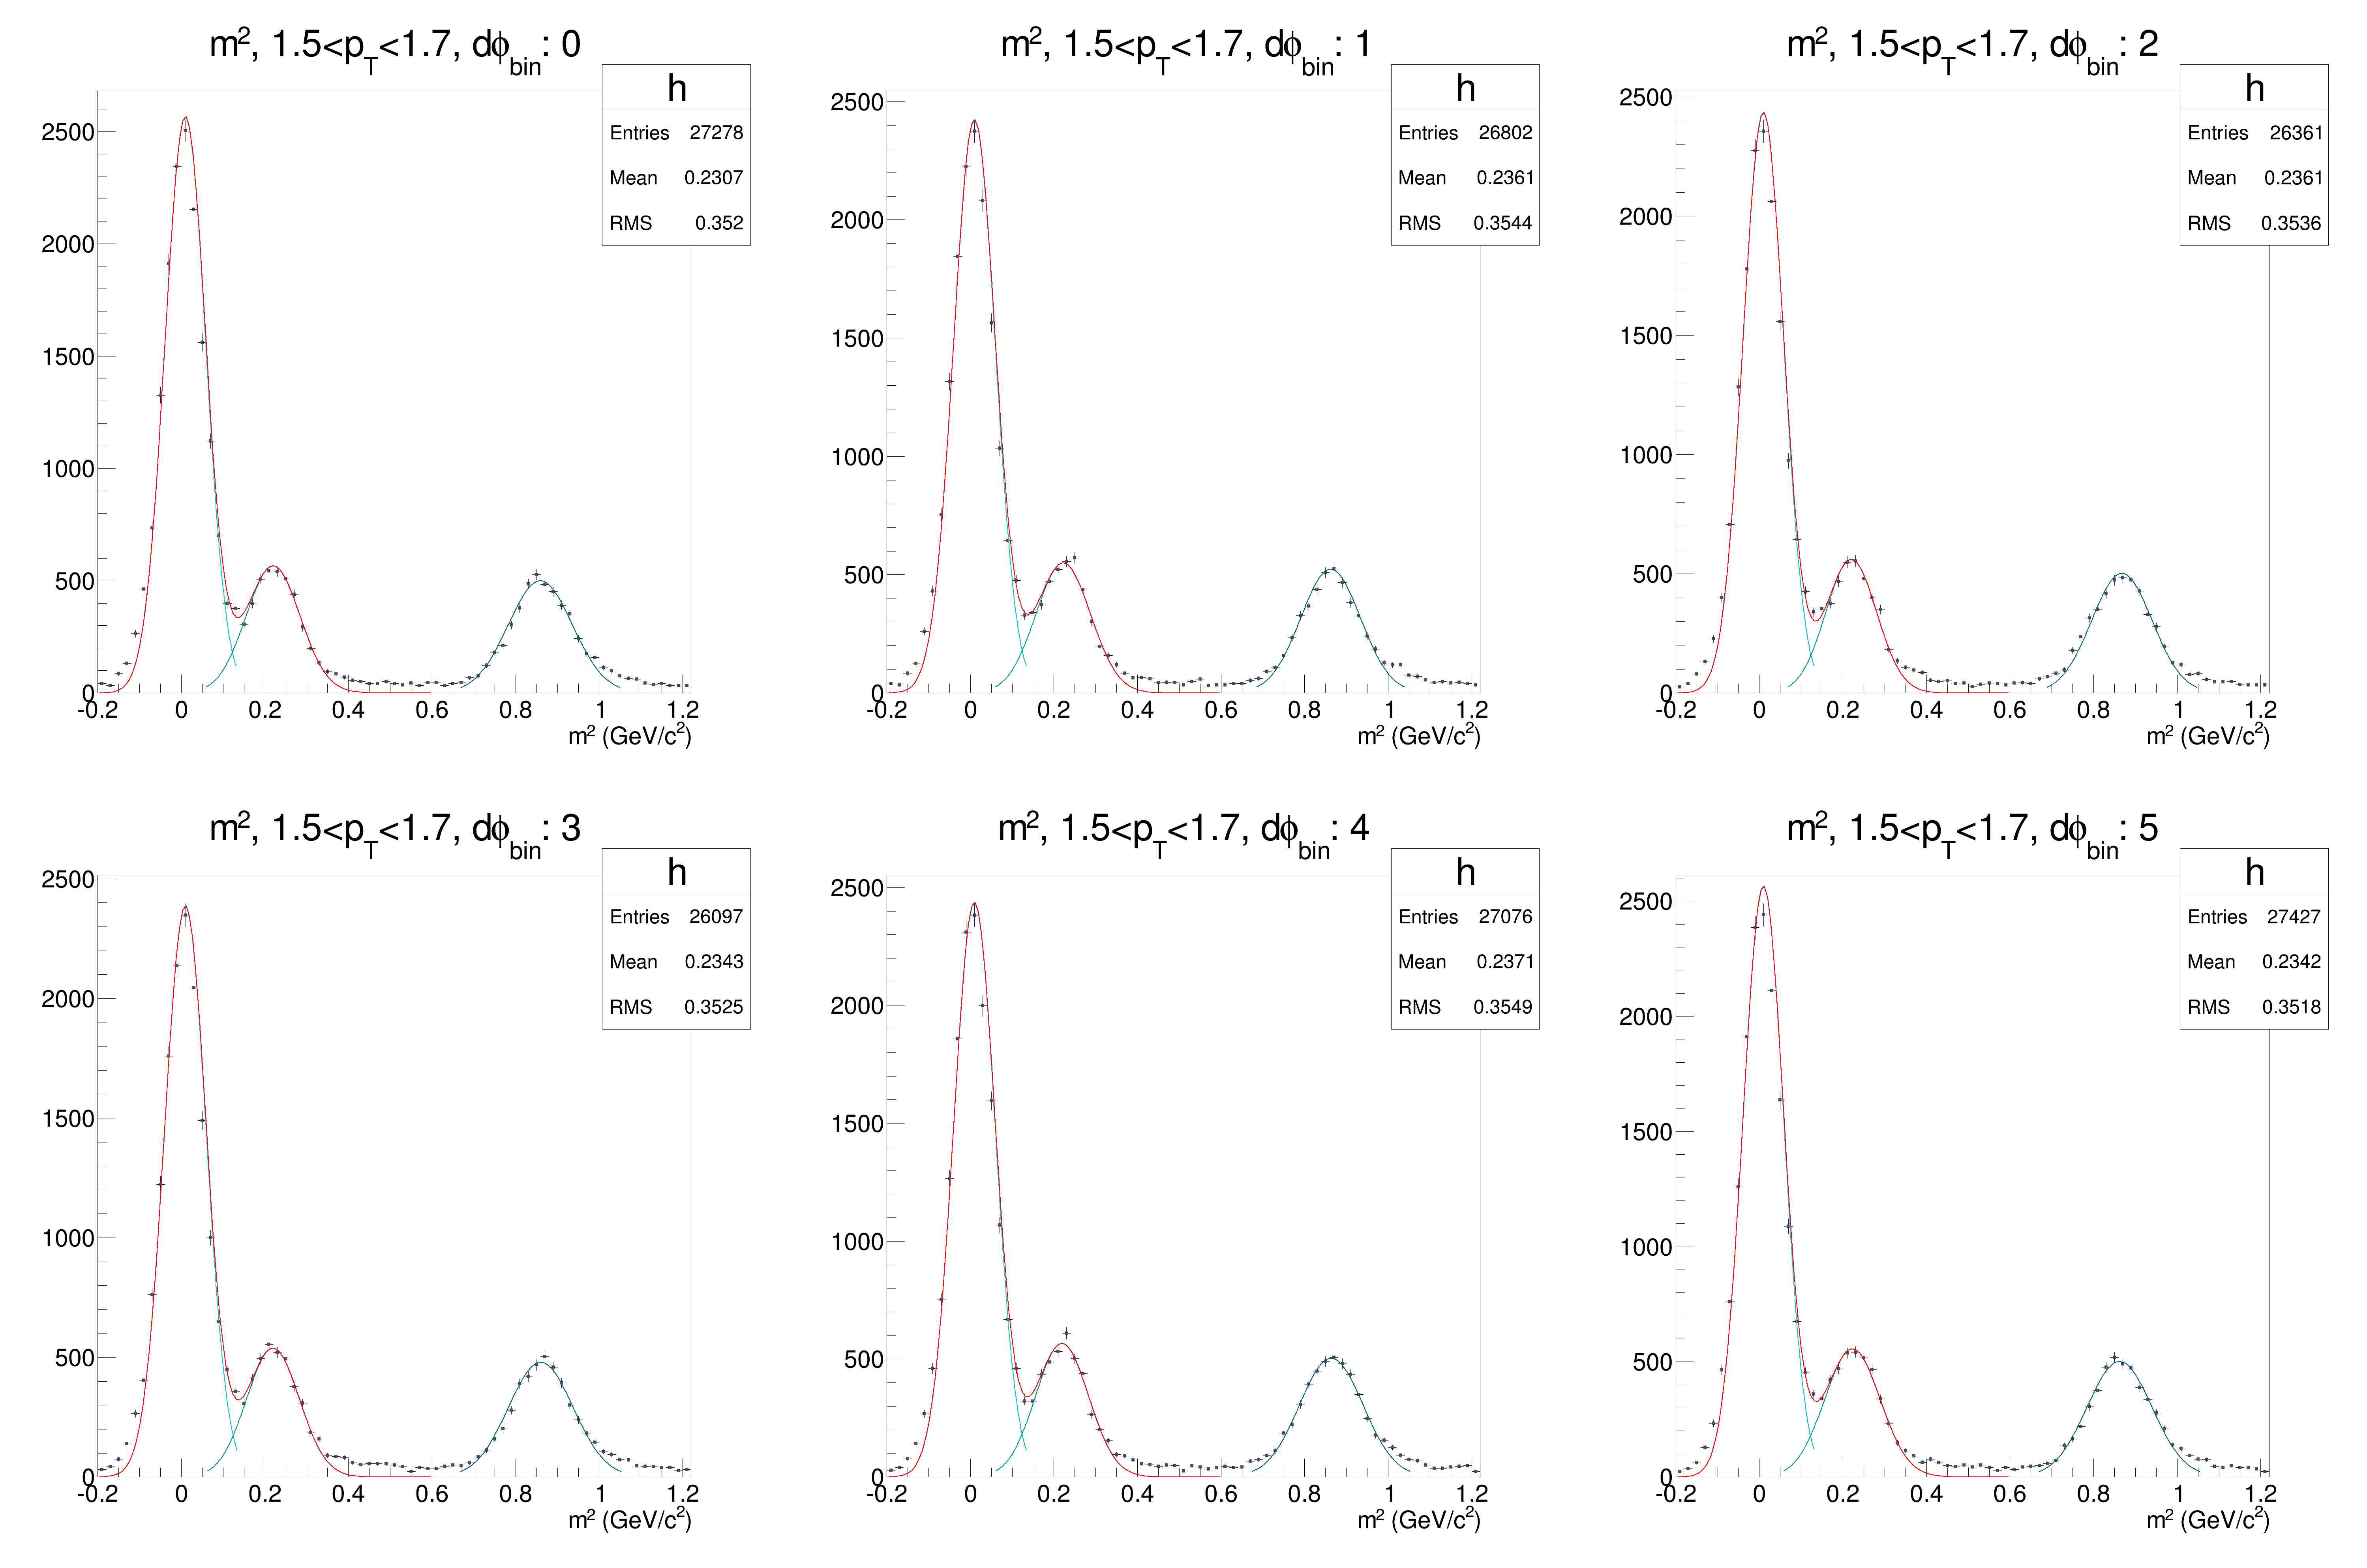 m², 1.5<p_T<1.7, dϕ_bin: 0
h
Entries 27278
Mean 0.2307
RMS 0.352
2500
2000
1500
1000
500
0
-0.2 0 0.2 0.4 0.6 0.8 1 1.2
m² (GeV/c²)
m², 1.5<p_T<1.7, dϕ_bin: 1
h
Entries 26802
Mean 0.2361
RMS 0.3544
2500
2000
1500
1000
500
0
-0.2 0 0.2 0.4 0.6 0.8 1 1.2
m² (GeV/c²)
m², 1.5<p_T<1.7, dϕ_bin: 2
h
Entries 26361
Mean 0.2361
RMS 0.3536
2500
2000
1500
1000
500
0
-0.2 0 0.2 0.4 0.6 0.8 1 1.2
m² (GeV/c²)
m², 1.5<p_T<1.7, dϕ_bin: 3
h
Entries 26097
Mean 0.2343
RMS 0.3525
2500
2000
1500
1000
500
0
-0.2 0 0.2 0.4 0.6 0.8 1 1.2
m² (GeV/c²)
m², 1.5<p_T<1.7, dϕ_bin: 4
h
Entries 27076
Mean 0.2371
RMS 0.3549
2500
2000
1500
1000
500
0
-0.2 0 0.2 0.4 0.6 0.8 1 1.2
m² (GeV/c²)
m², 1.5<p_T<1.7, dϕ_bin: 5
h
Entries 27427
Mean 0.2342
RMS 0.3518
2500
2000
1500
1000
500
0
-0.2 0 0.2 0.4 0.6 0.8 1 1.2
m² (GeV/c²)